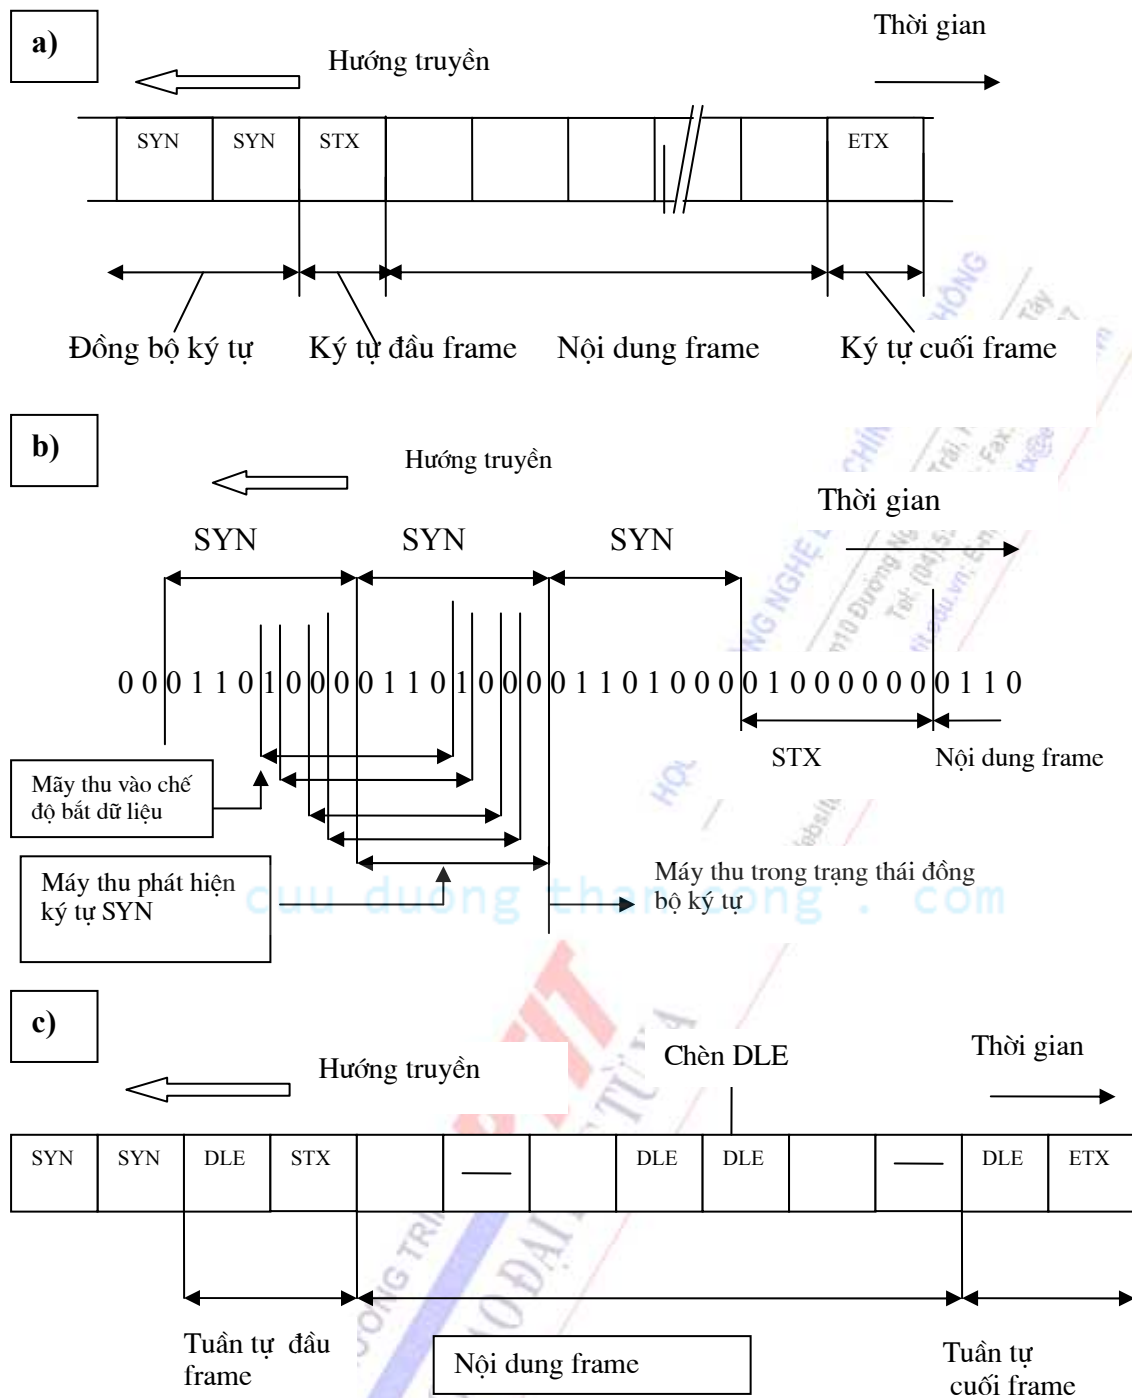 a)
Hướng truyền
Thời gian
SYN SYN STX ETX
Đồng bộ ký tự Ký tự đầu frame Nội dung frame Ký tự cuối frame
b)
Hướng truyền
Thời gian
SYN SYN SYN
0 0 0 1 1 0 1 0 0 0 0 0 1 1 0 1 0 0 0 0 1 1 0 1 0 0 0 0 1 0 0 0 0 0 0 0 1 1 0
STX Nội dung frame
Mãy thu vào chế
độ bắt dữ liệu
Máy thu phát hiện
ký tự SYN
Máy thu trong trạng thái đồng
bộ ký tự
cuu duong than cong . com
c)
Hướng truyền
Chèn DLE
Thời gian
SYN SYN DLE STX DLE DLE DLE ETX
Tuần tự đầu
frame
Nội dung frame
Tuần tự
cuối frame